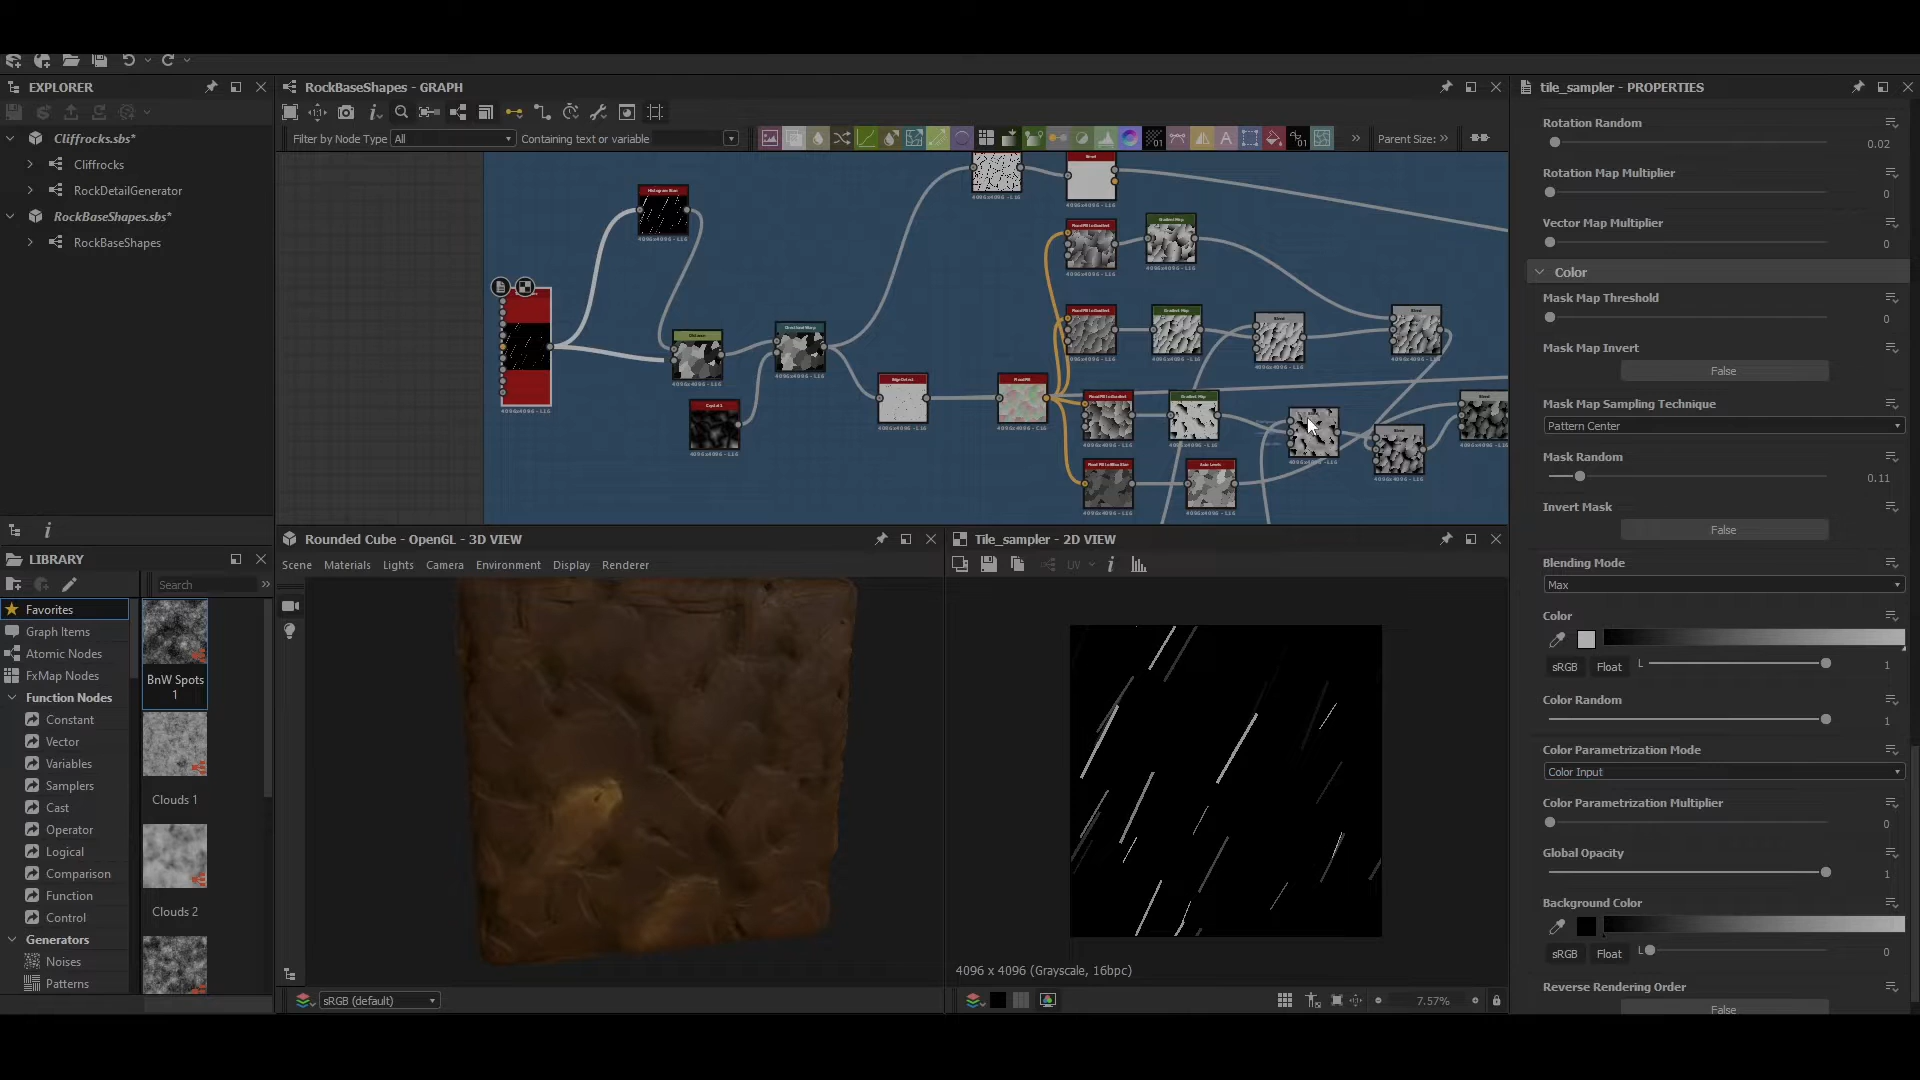 EXPLORER
Cliffrocks.sbs*
Cliffrocks
RockDetailGenerator
RockBaseShapes.sbs*
RockBaseShapes
LIBRARY
Search
Favorites
Graph Items
Atomic Nodes
FxMap Nodes
Function Nodes
Constant
Vector
Variables
Samplers
Cast
Operator
Logical
Comparison
Function
Control
Generators
Noises
Patterns
BnW Spots
1
Clouds 1
Clouds 2
RockBaseShapes - GRAPH
Filter by Node Type All Containing text or variable Parent Size:
Rounded Cube - OpenGL - 3D VIEW
Scene Materials Lights Camera Environment Display Renderer
sRGB (default)
Tile_sampler - 2D VIEW
UV
4096 x 4096 (Grayscale, 16bpc)
7.57%
tile_sampler - PROPERTIES
Rotation Random
0.02
Rotation Map Multiplier
0
Vector Map Multiplier
0
Color
Mask Map Threshold
0
Mask Map Invert
False
Mask Map Sampling Technique
Pattern Center
Mask Random
0.11
Invert Mask
False
Blending Mode
Max
Color
sRGB Float L 1
Color Random
1
Color Parametrization Mode
Color Input
Color Parametrization Multiplier
0
Global Opacity
1
Background Color
sRGB Float L 0
Reverse Rendering Order
False